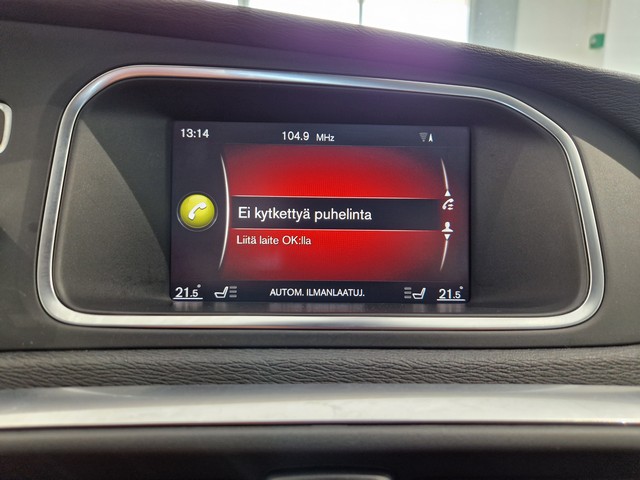 13:14 104.9 MHz
Ei kytkettyä puhelinta
Liitä laite OK:lla
21.5° AUTOM. ILMANLAATUJ. 21.5°